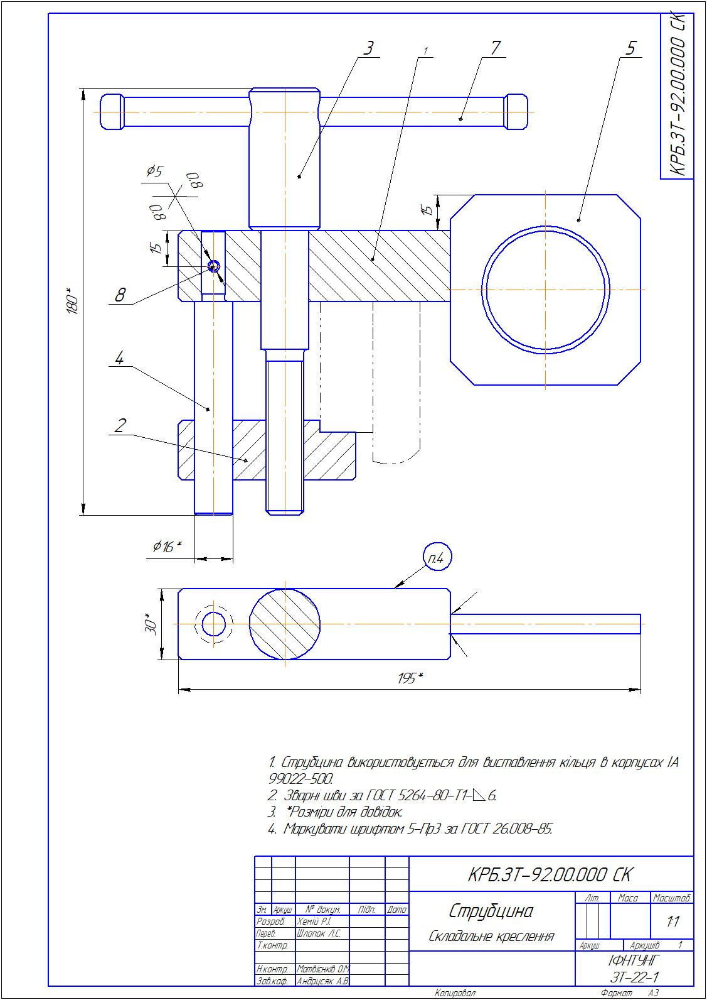 КРБ.ЗТ-92.00.000 СК
3
1
7
5
⌀5
0.8
0.8
15
15
8
180*
4
2
⌀16*
п.4
30*
195*
1. Струбцина використовується для виставлення кільця в корпусах ІА
99022-500.
2. Зварні шви за ГОСТ 5264-80-Т1-◺6.
3. *Розміри для довідок.
4. Маркувати шрифтом 5-Пр3 за ГОСТ 26.008-85.
КРБ.ЗТ-92.00.000 СК
Зм. Аркуш № докум. Підп. Дата
Розроб. Хемій Р.І.
Перев. Шлапак Л.С.
Т.контр.
Н.контр. Матвієнків О.М
Зав.каф. Андрусяк А.В.
Струбцина
Складальне креслення
Літ. Маса Масштаб
1:1
Аркуш Аркушів 1
ІФНТУНГ
ЗТ-22-1
Копировал Формат А3